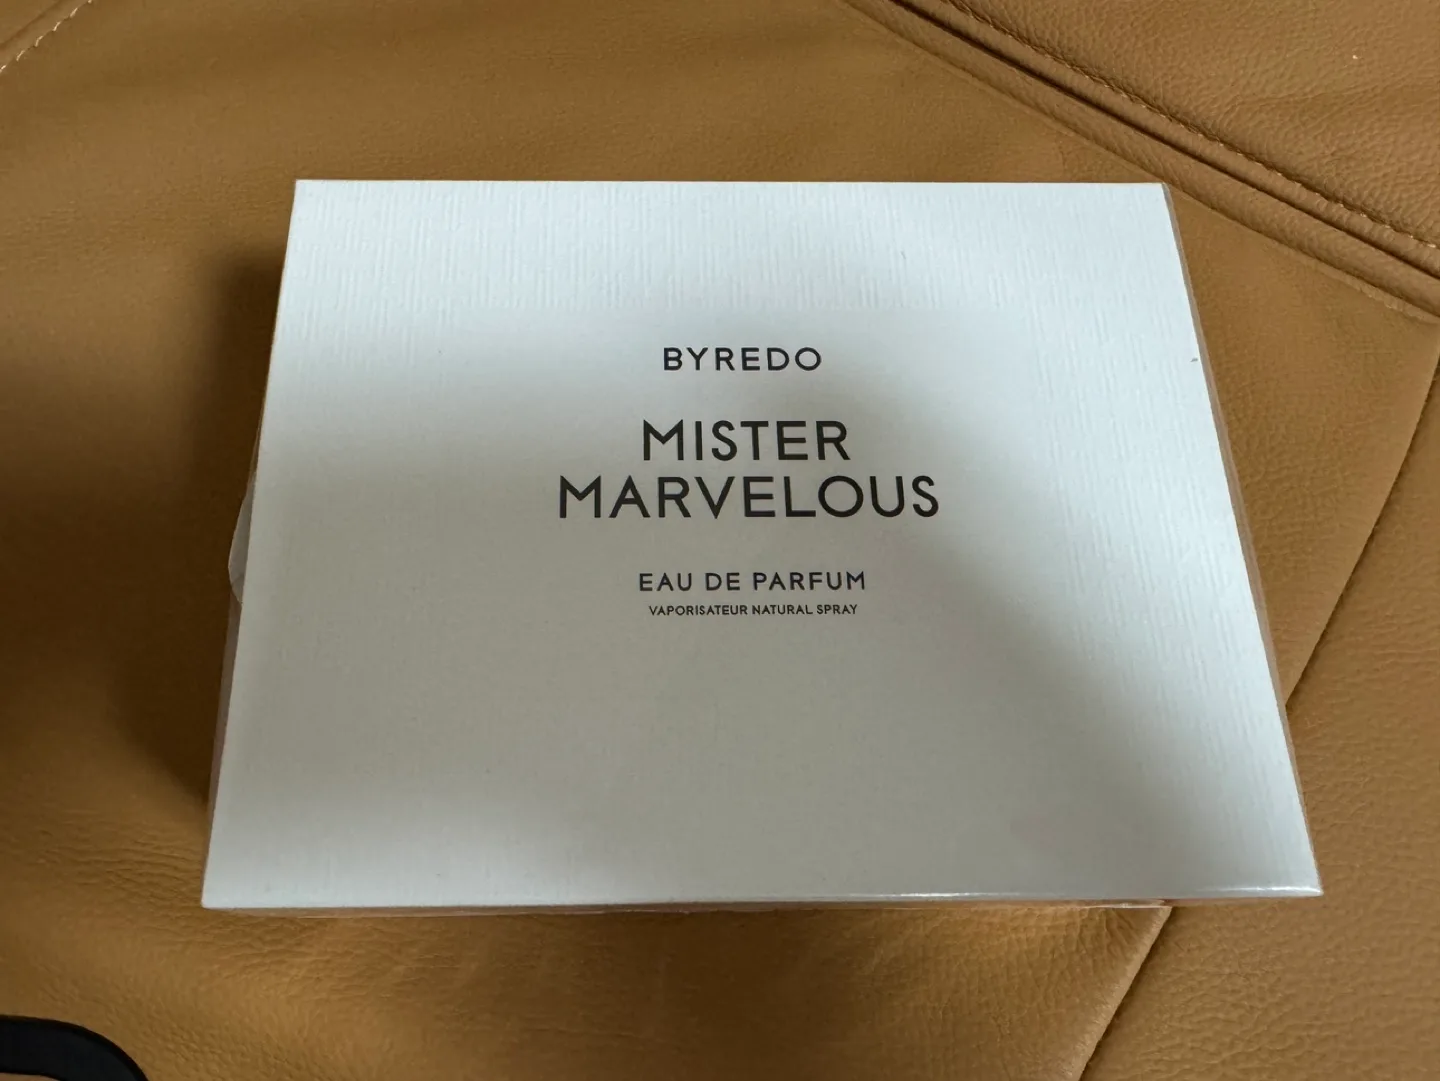 BYREDO
MISTER
MARVELOUS
EAU DE PARFUM
VAPORISATEUR NATURAL SPRAY